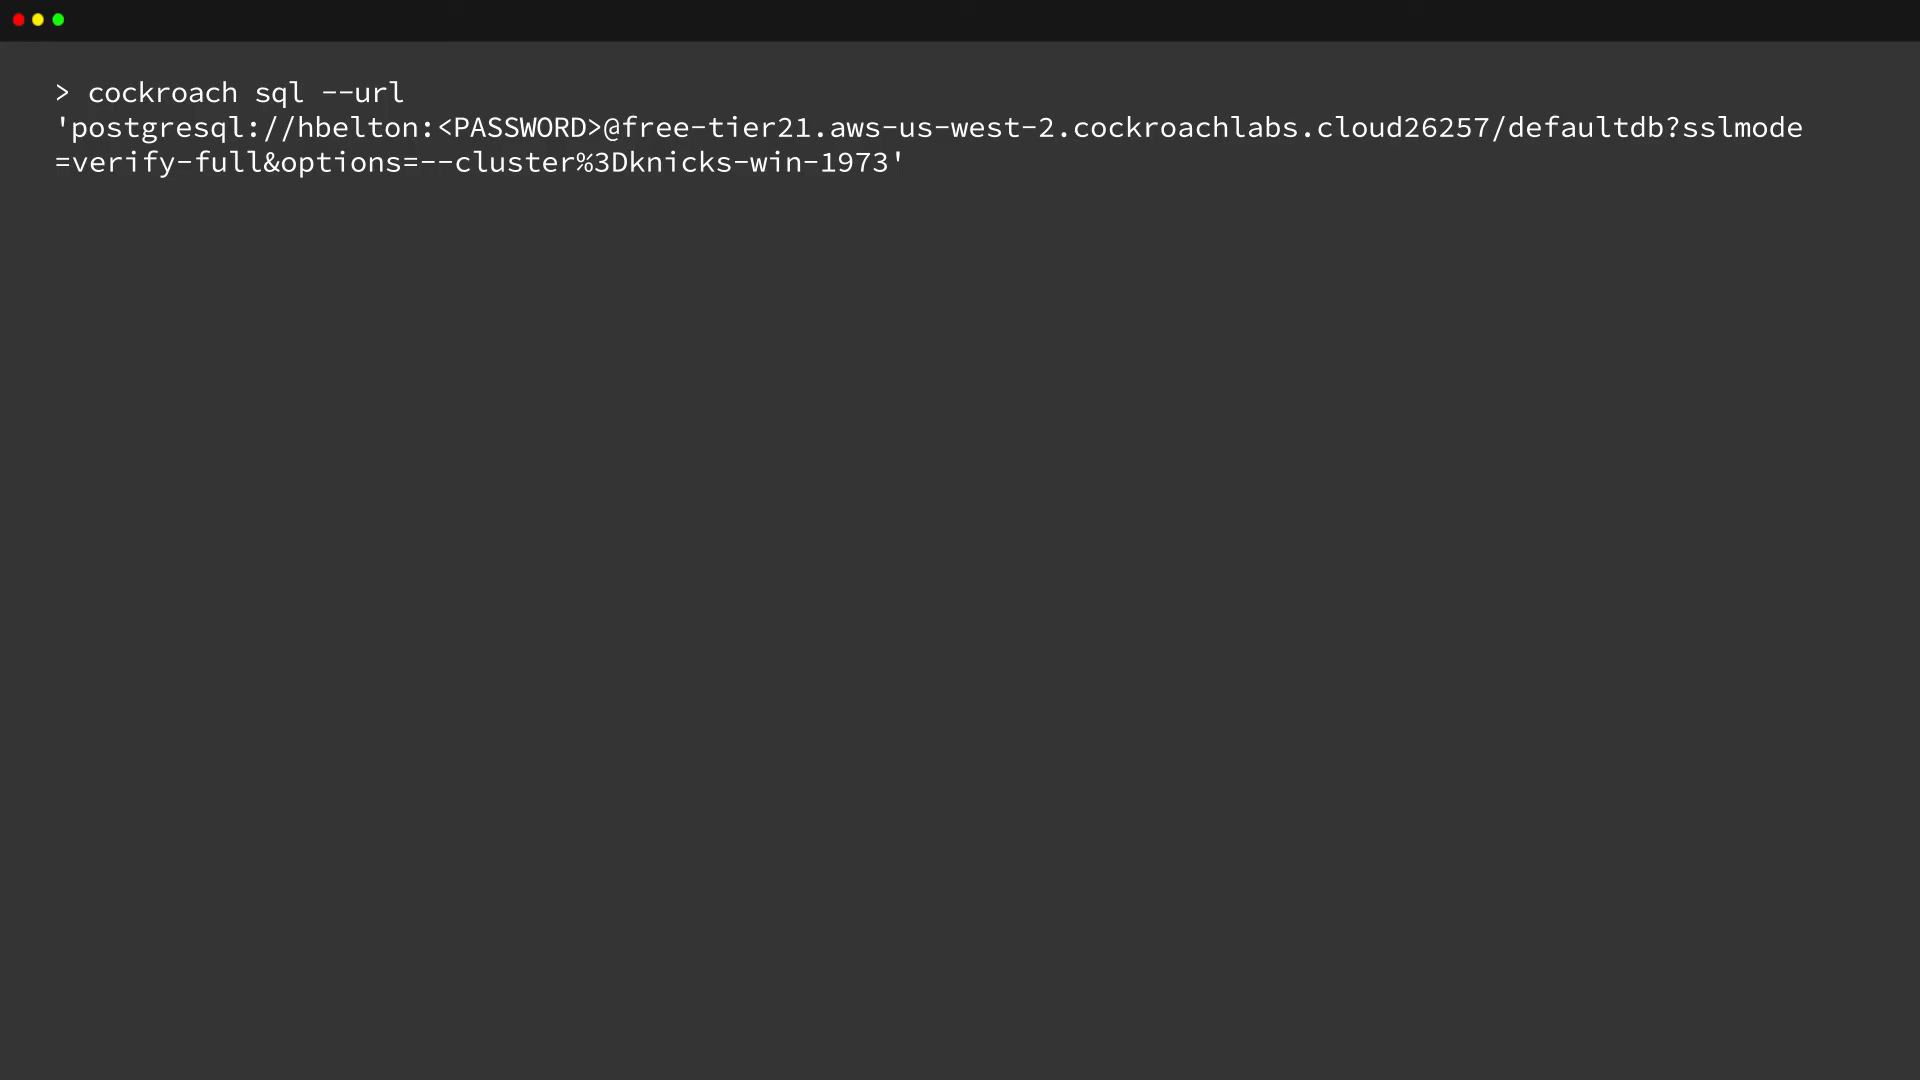 > cockroach sql --url
'postgresql://hbelton:<PASSWORD>@free-tier21.aws-us-west-2.cockroachlabs.cloud26257/defaultdb?sslmode
=verify-full&options=--cluster%3Dknicks-win-1973'